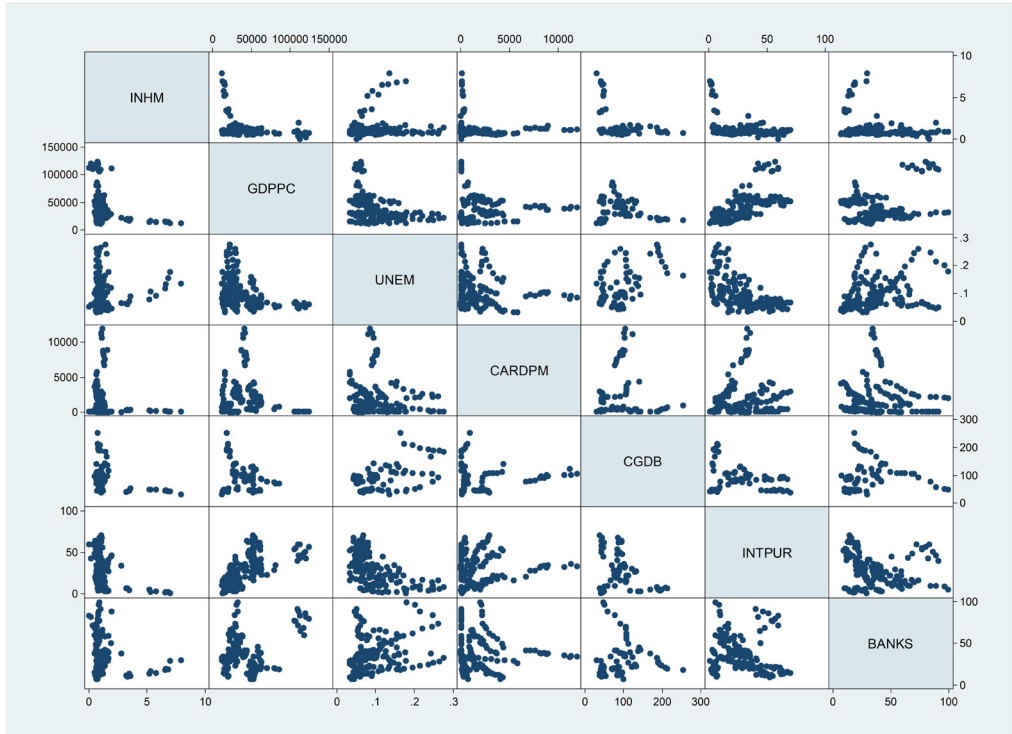 0 50000 100000 150000 0 5000 10000 0 50 100
INHM 10 5 0
150000 100000 50000 0 GDPPC
UNEM .3 .2 .1 0
10000 5000 0 CARDPM
CGDB 300 200 100 0
100 50 0 INTPUR
BANKS 100 50 0
0 5 10 0 .1 .2 .3 0 100 200 300 0 50 100